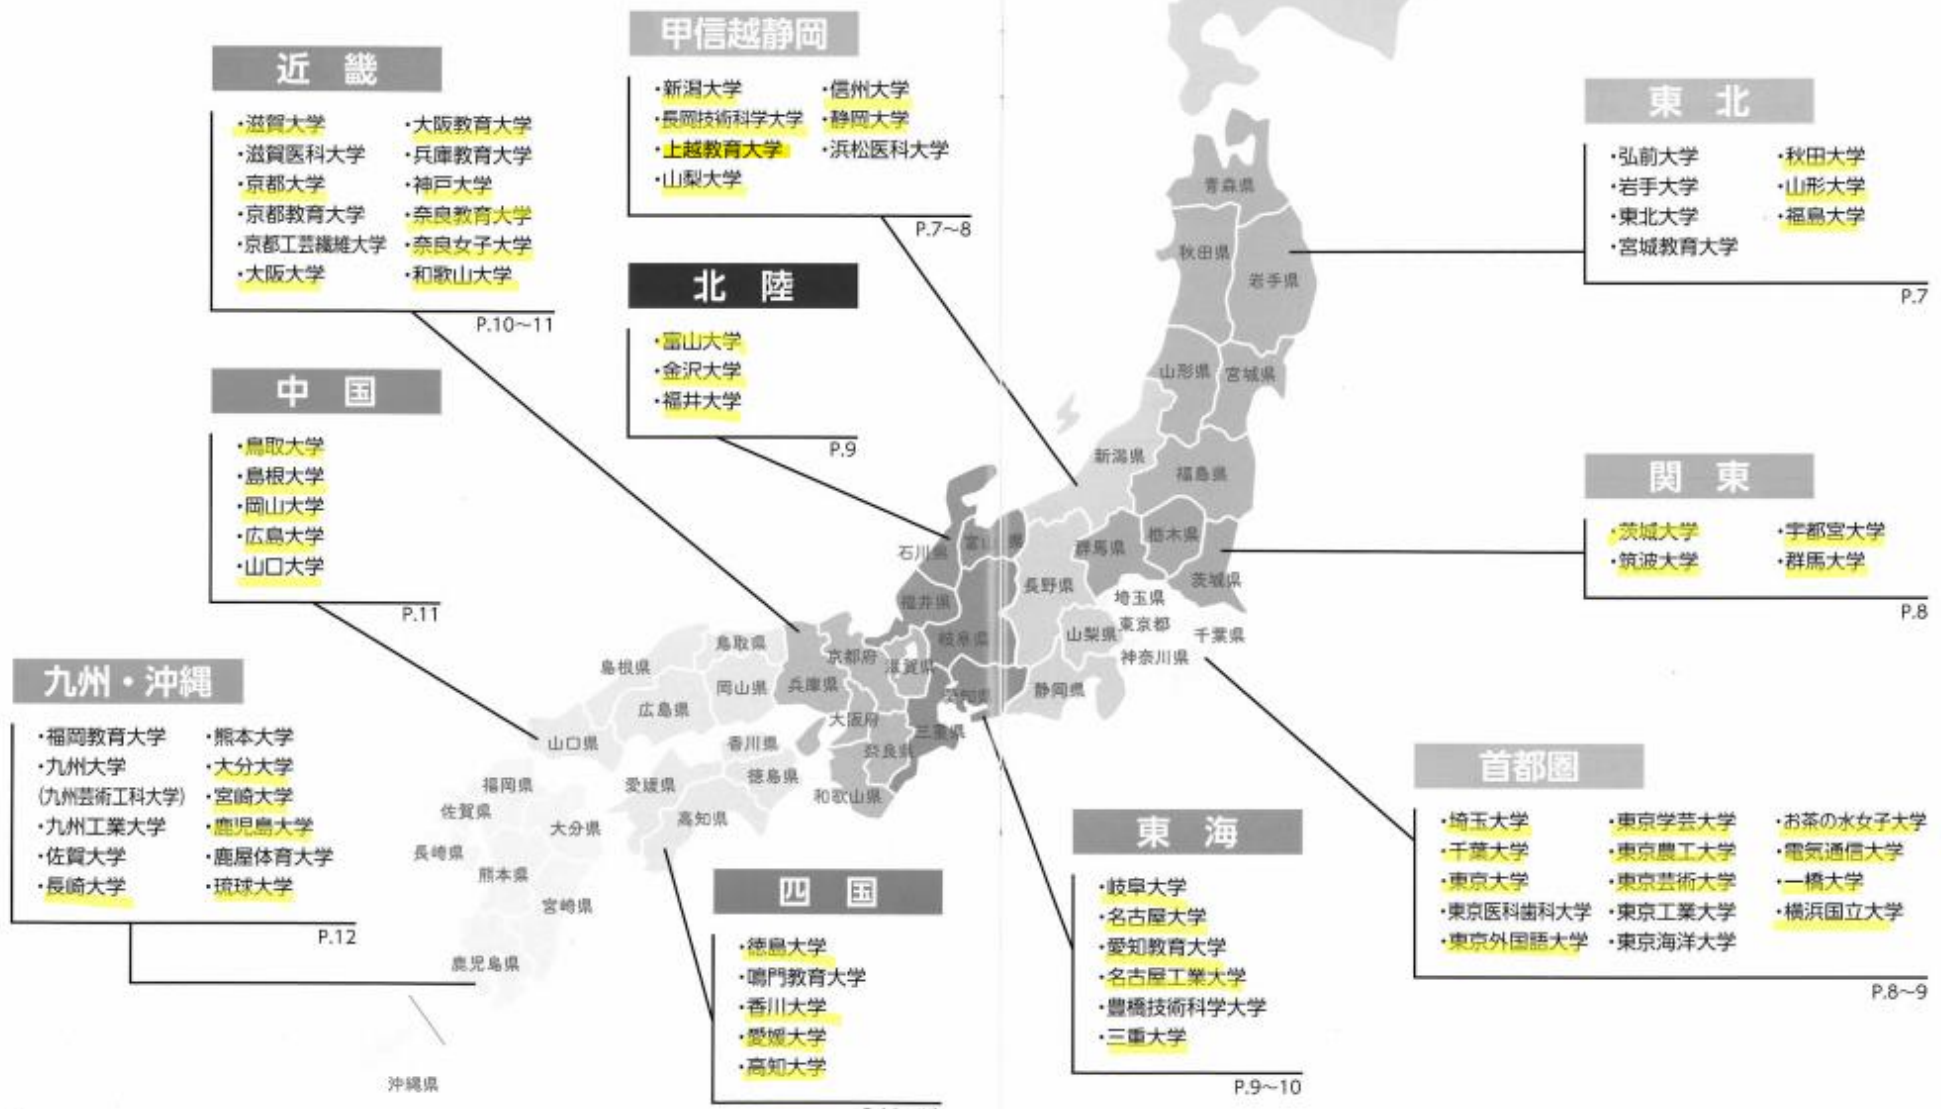 近 畿
・滋賀大学 ・大阪教育大学
・滋賀医科大学 ・兵庫教育大学
・京都大学 ・神戸大学
・京都教育大学 ・奈良教育大学
・京都工芸繊維大学 ・奈良女子大学
・大阪大学 ・和歌山大学
P.10〜11
甲信越静岡
・新潟大学 ・信州大学
・長岡技術科学大学 ・静岡大学
・上越教育大学 ・浜松医科大学
・山梨大学
P.7〜8
東 北
・弘前大学 ・秋田大学
・岩手大学 ・山形大学
・東北大学 ・福島大学
・宮城教育大学
P.7
北 陸
・富山大学
・金沢大学
・福井大学
P.9
中 国
・鳥取大学
・島根大学
・岡山大学
・広島大学
・山口大学
P.11
関 東
・茨城大学 ・宇都宮大学
・筑波大学 ・群馬大学
P.8
九州・沖縄
・福岡教育大学 ・熊本大学
・九州大学 ・大分大学
(九州芸術工科大学) ・宮崎大学
・九州工業大学 ・鹿児島大学
・佐賀大学 ・鹿屋体育大学
・長崎大学 ・琉球大学
P.12
四 国
・徳島大学
・鳴門教育大学
・香川大学
・愛媛大学
・高知大学
東 海
・岐阜大学
・名古屋大学
・愛知教育大学
・名古屋工業大学
・豊橋技術科学大学
・三重大学
P.9〜10
首都圏
・埼玉大学 ・東京学芸大学 ・お茶の水女子大学
・千葉大学 ・東京農工大学 ・電気通信大学
・東京大学 ・東京芸術大学 ・一橋大学
・東京医科歯科大学 ・東京工業大学 ・横浜国立大学
・東京外国語大学 ・東京海洋大学
P.8〜9
青森県
秋田県
岩手県
山形県
宮城県
新潟県
福島県
石川県
富山県
群馬県
栃木県
茨城県
福井県
長野県
埼玉県
岐阜県
山梨県
東京都
千葉県
神奈川県
鳥取県
京都府
滋賀県
島根県
岡山県
兵庫県
愛知県
静岡県
広島県
大阪府
三重県
山口県
香川県
奈良県
徳島県
和歌山県
福岡県
愛媛県
高知県
佐賀県
大分県
長崎県
熊本県
宮崎県
鹿児島県
沖縄県